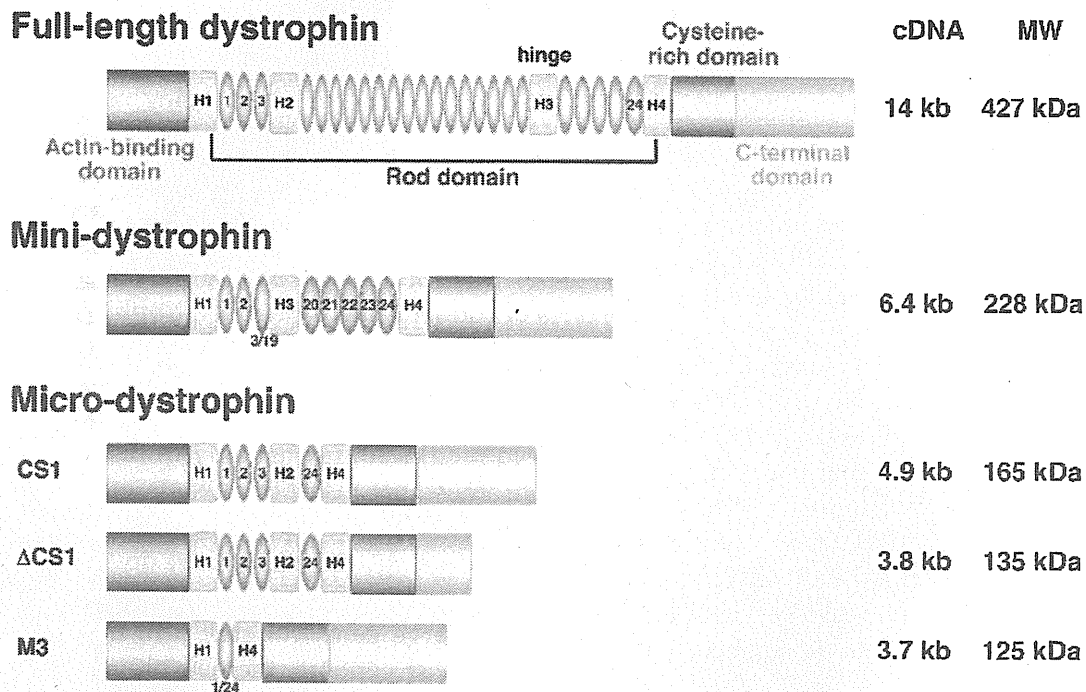 Full-length dystrophin
Cysteine-
rich domain
cDNA MW
hinge
H1 1 2 3 H2 H3 24 H4
14 kb 427 kDa
Actin-binding
domain
Rod domain
C-terminal
domain
Mini-dystrophin
H1 1 2 H3 20 21 22 23 24 H4
3/19
6.4 kb 228 kDa
Micro-dystrophin
CS1 H1 1 2 3 H2 24 H4 4.9 kb 165 kDa
ΔCS1 H1 1 2 3 H2 24 H4 3.8 kb 135 kDa
M3 H1 H4 3.7 kb 125 kDa
1/24